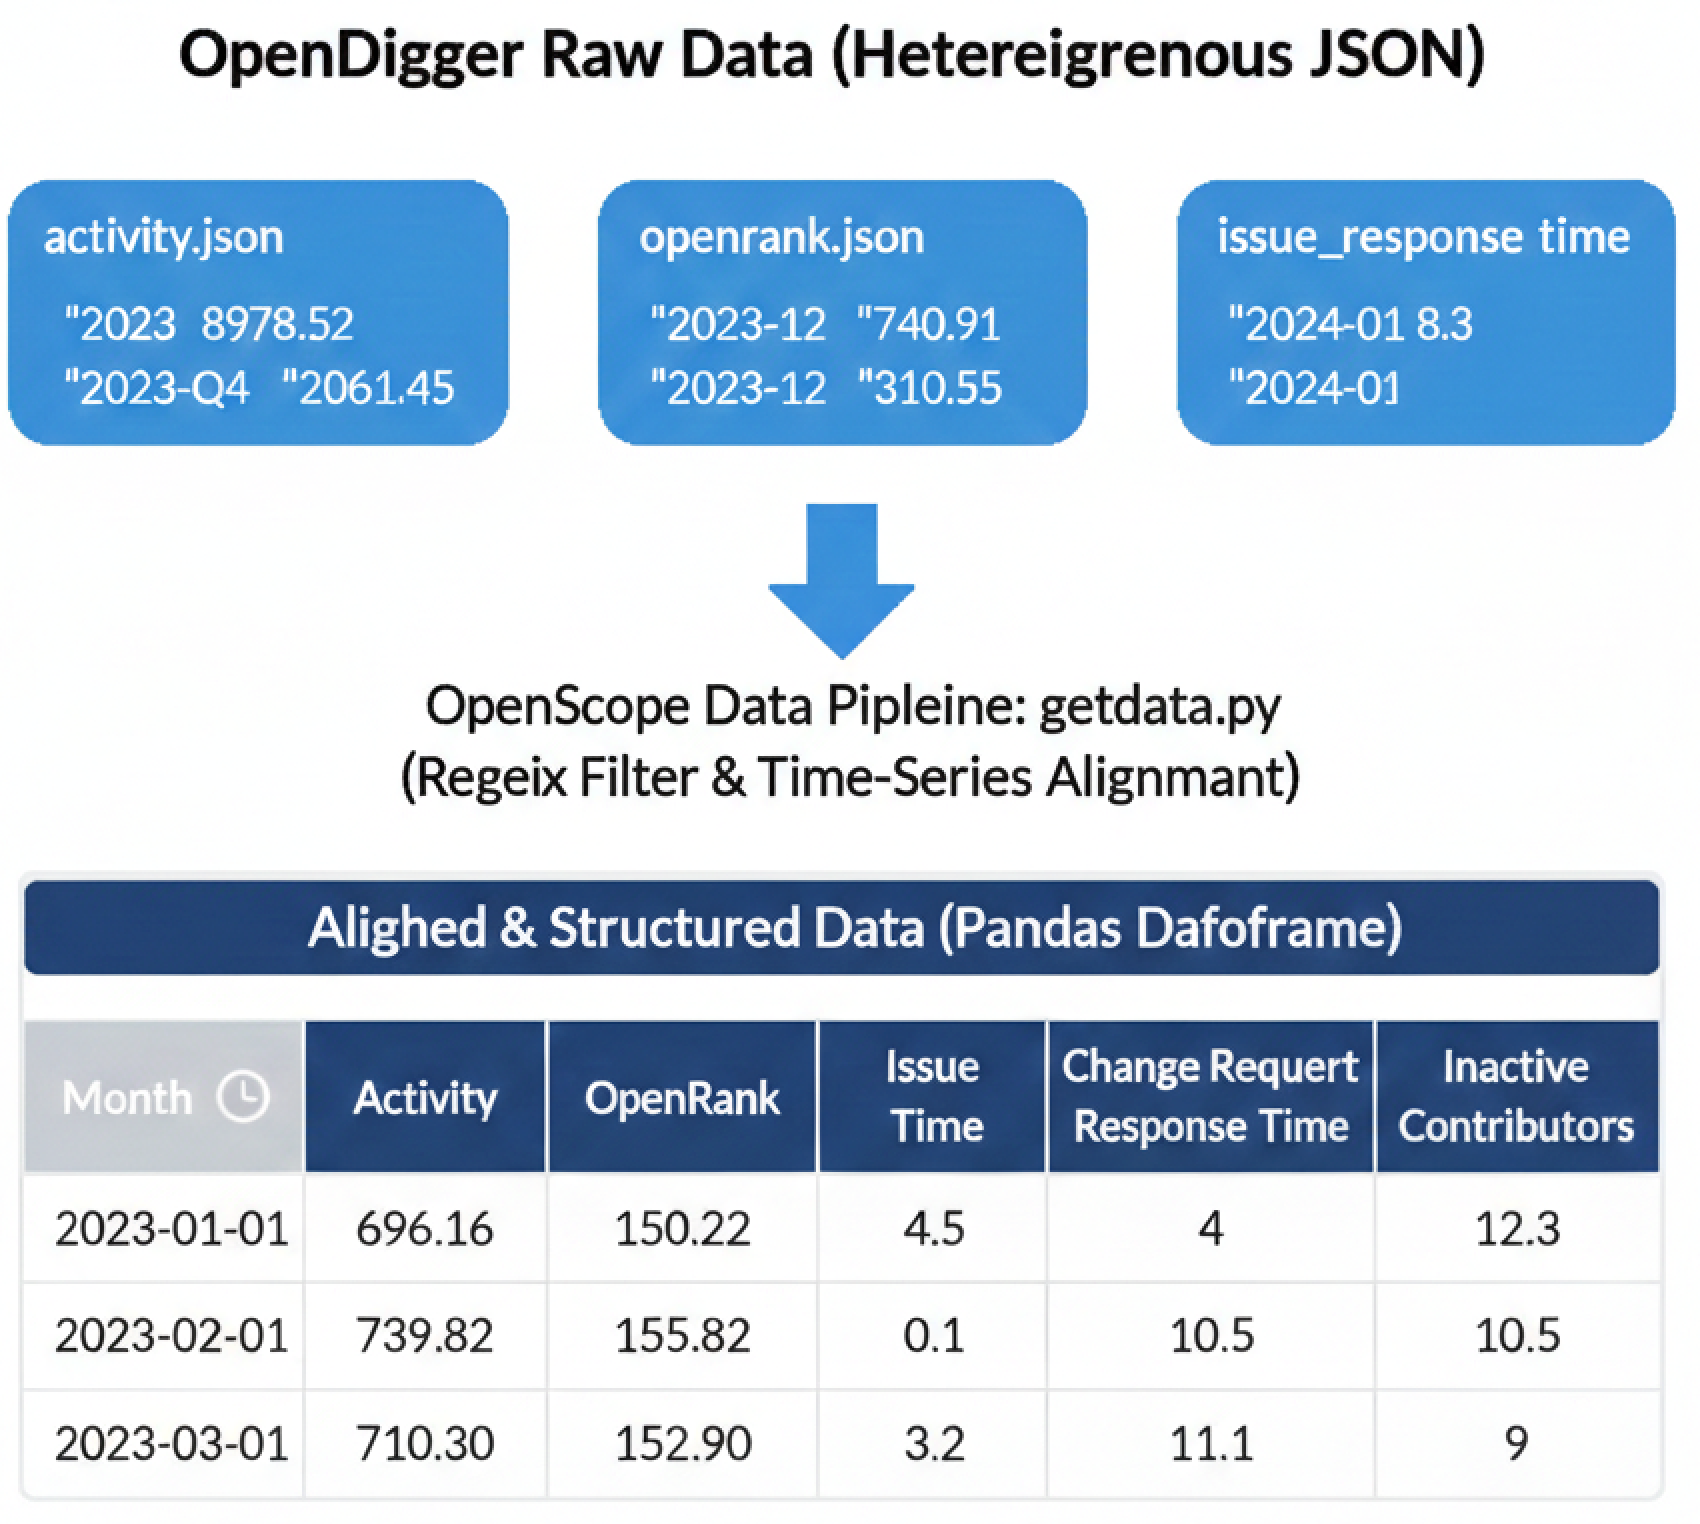 OpenDigger Raw Data (Hetereigrenous JSON)
activity.json
"2023 8978.52
"2023-Q4 "2061.45
openrank.json
"2023-12 "740.91
"2023-12 "310.55
issue_response time
"2024-01 8.3
"2024-01
OpenScope Data Pipleine: getdata.py
(Regeix Filter & Time-Series Alignmant)
Alighed & Structured Data (Pandas Dafoframe)
Month Activity OpenRank Issue Time Change Requert Response Time Inactive Contributors
2023-01-01 696.16 150.22 4.5 4 12.3
2023-02-01 739.82 155.82 0.1 10.5 10.5
2023-03-01 710.30 152.90 3.2 11.1 9